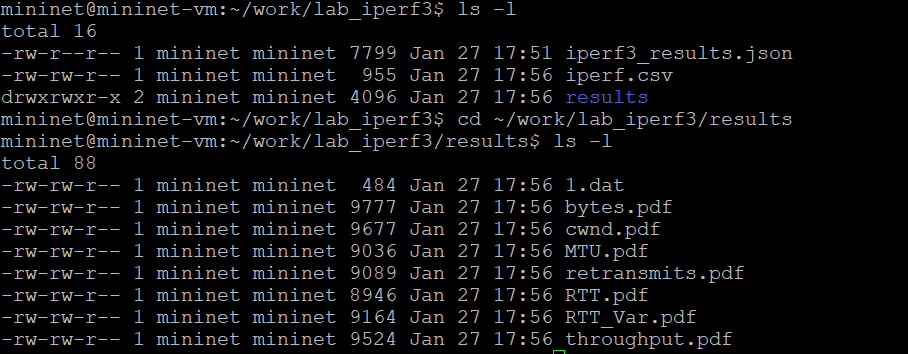 mininet@mininet-vm:~/work/lab_iperf3$ ls -l
total 16
-rw-r--r-- 1 mininet mininet 7799 Jan 27 17:51 iperf3_results.json
-rw-rw-r-- 1 mininet mininet  955 Jan 27 17:56 iperf.csv
drwxrwxr-x 2 mininet mininet 4096 Jan 27 17:56 results
mininet@mininet-vm:~/work/lab_iperf3$ cd ~/work/lab_iperf3/results
mininet@mininet-vm:~/work/lab_iperf3/results$ ls -l
total 88
-rw-rw-r-- 1 mininet mininet  484 Jan 27 17:56 1.dat
-rw-rw-r-- 1 mininet mininet 9777 Jan 27 17:56 bytes.pdf
-rw-rw-r-- 1 mininet mininet 9677 Jan 27 17:56 cwnd.pdf
-rw-rw-r-- 1 mininet mininet 9036 Jan 27 17:56 MTU.pdf
-rw-rw-r-- 1 mininet mininet 9089 Jan 27 17:56 retransmits.pdf
-rw-rw-r-- 1 mininet mininet 8946 Jan 27 17:56 RTT.pdf
-rw-rw-r-- 1 mininet mininet 9164 Jan 27 17:56 RTT_Var.pdf
-rw-rw-r-- 1 mininet mininet 9524 Jan 27 17:56 throughput.pdf